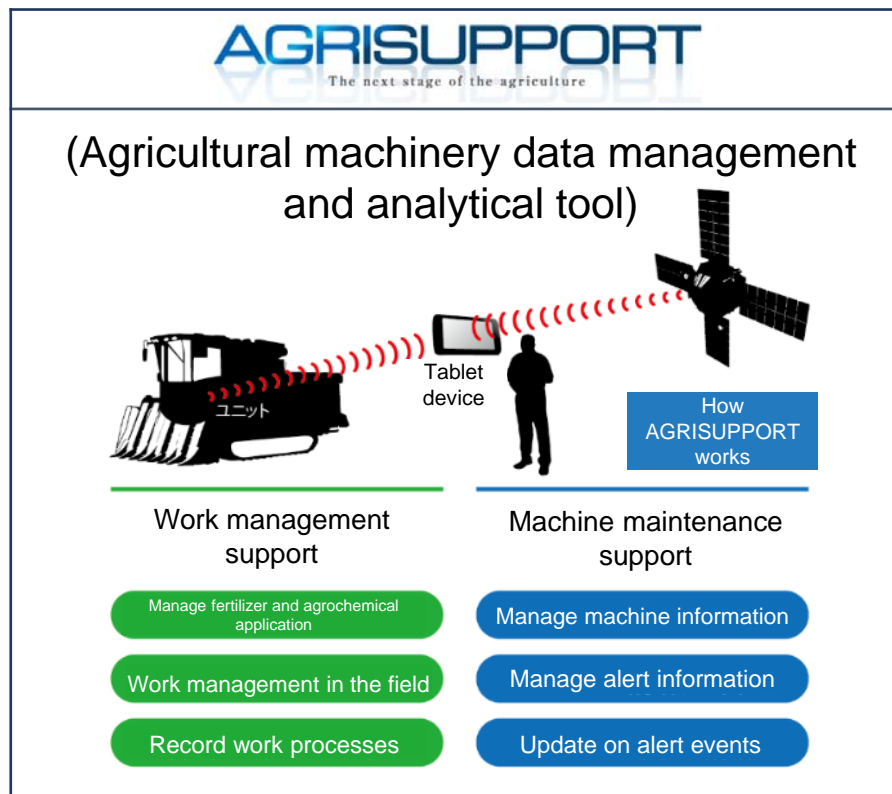 AGRISUPPORT
The next stage of the agriculture
(Agricultural machinery data management
and analytical tool)
Tablet
device
ユニット
How
AGRISUPPORT
works
Work management
support
Manage fertilizer and agrochemical
application
Work management in the field
Record work processes
Machine maintenance
support
Manage machine information
Manage alert information
Update on alert events